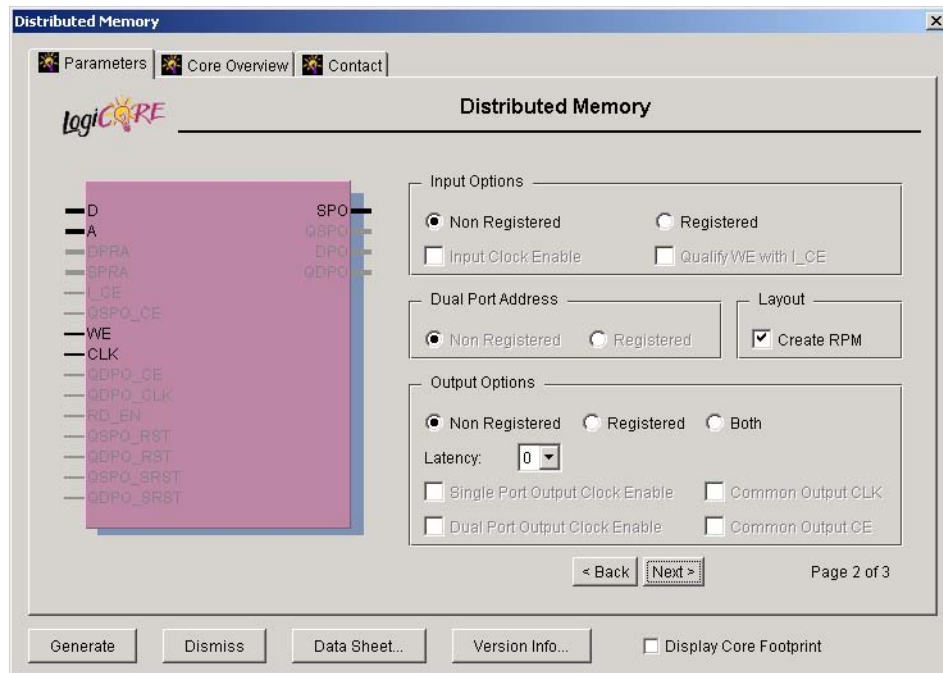 Distributed Memory
Parameters
Core Overview
Contact
LogiCORE
Distributed Memory
D
A
DPRA
SPRA
I_CE
QSPO_CE
WE
CLK
QDPO_CE
QDPO_CLK
RD_EN
QSPO_RST
QDPO_RST
QSPO_SRST
QDPO_SRST
SPO
QSPO
DPO
QDPO
Input Options
Non Registered
Registered
Input Clock Enable
Qualify WE with I_CE
Dual Port Address
Non Registered
Registered
Layout
Create RPM
Output Options
Non Registered
Registered
Both
Latency:
0
Single Port Output Clock Enable
Common Output CLK
Dual Port Output Clock Enable
Common Output CE
< Back
Next >
Page 2 of 3
Generate
Dismiss
Data Sheet...
Version Info...
Display Core Footprint